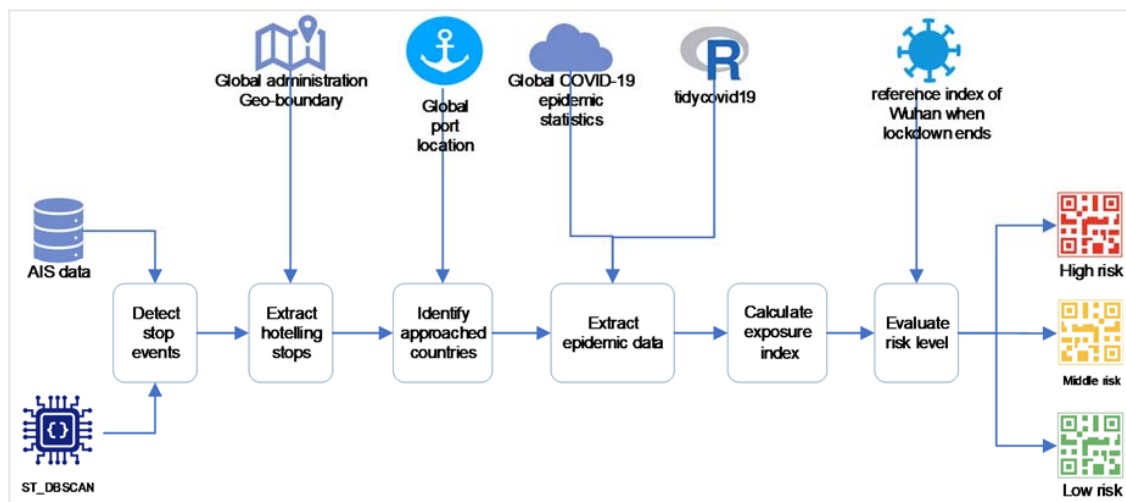 Global administration
Geo-boundary
Global
port
location
Global COVID-19
epidemic
statistics
R
tidycovid19
reference index of
Wuhan when
lockdown ends
AIS data
Detect
stop
events
Extract
hotelling
stops
Identify
approached
countries
Extract
epidemic data
Calculate
exposure
index
Evaluate
risk level
High risk
Middle risk
Low risk
{ }
ST_DBSCAN